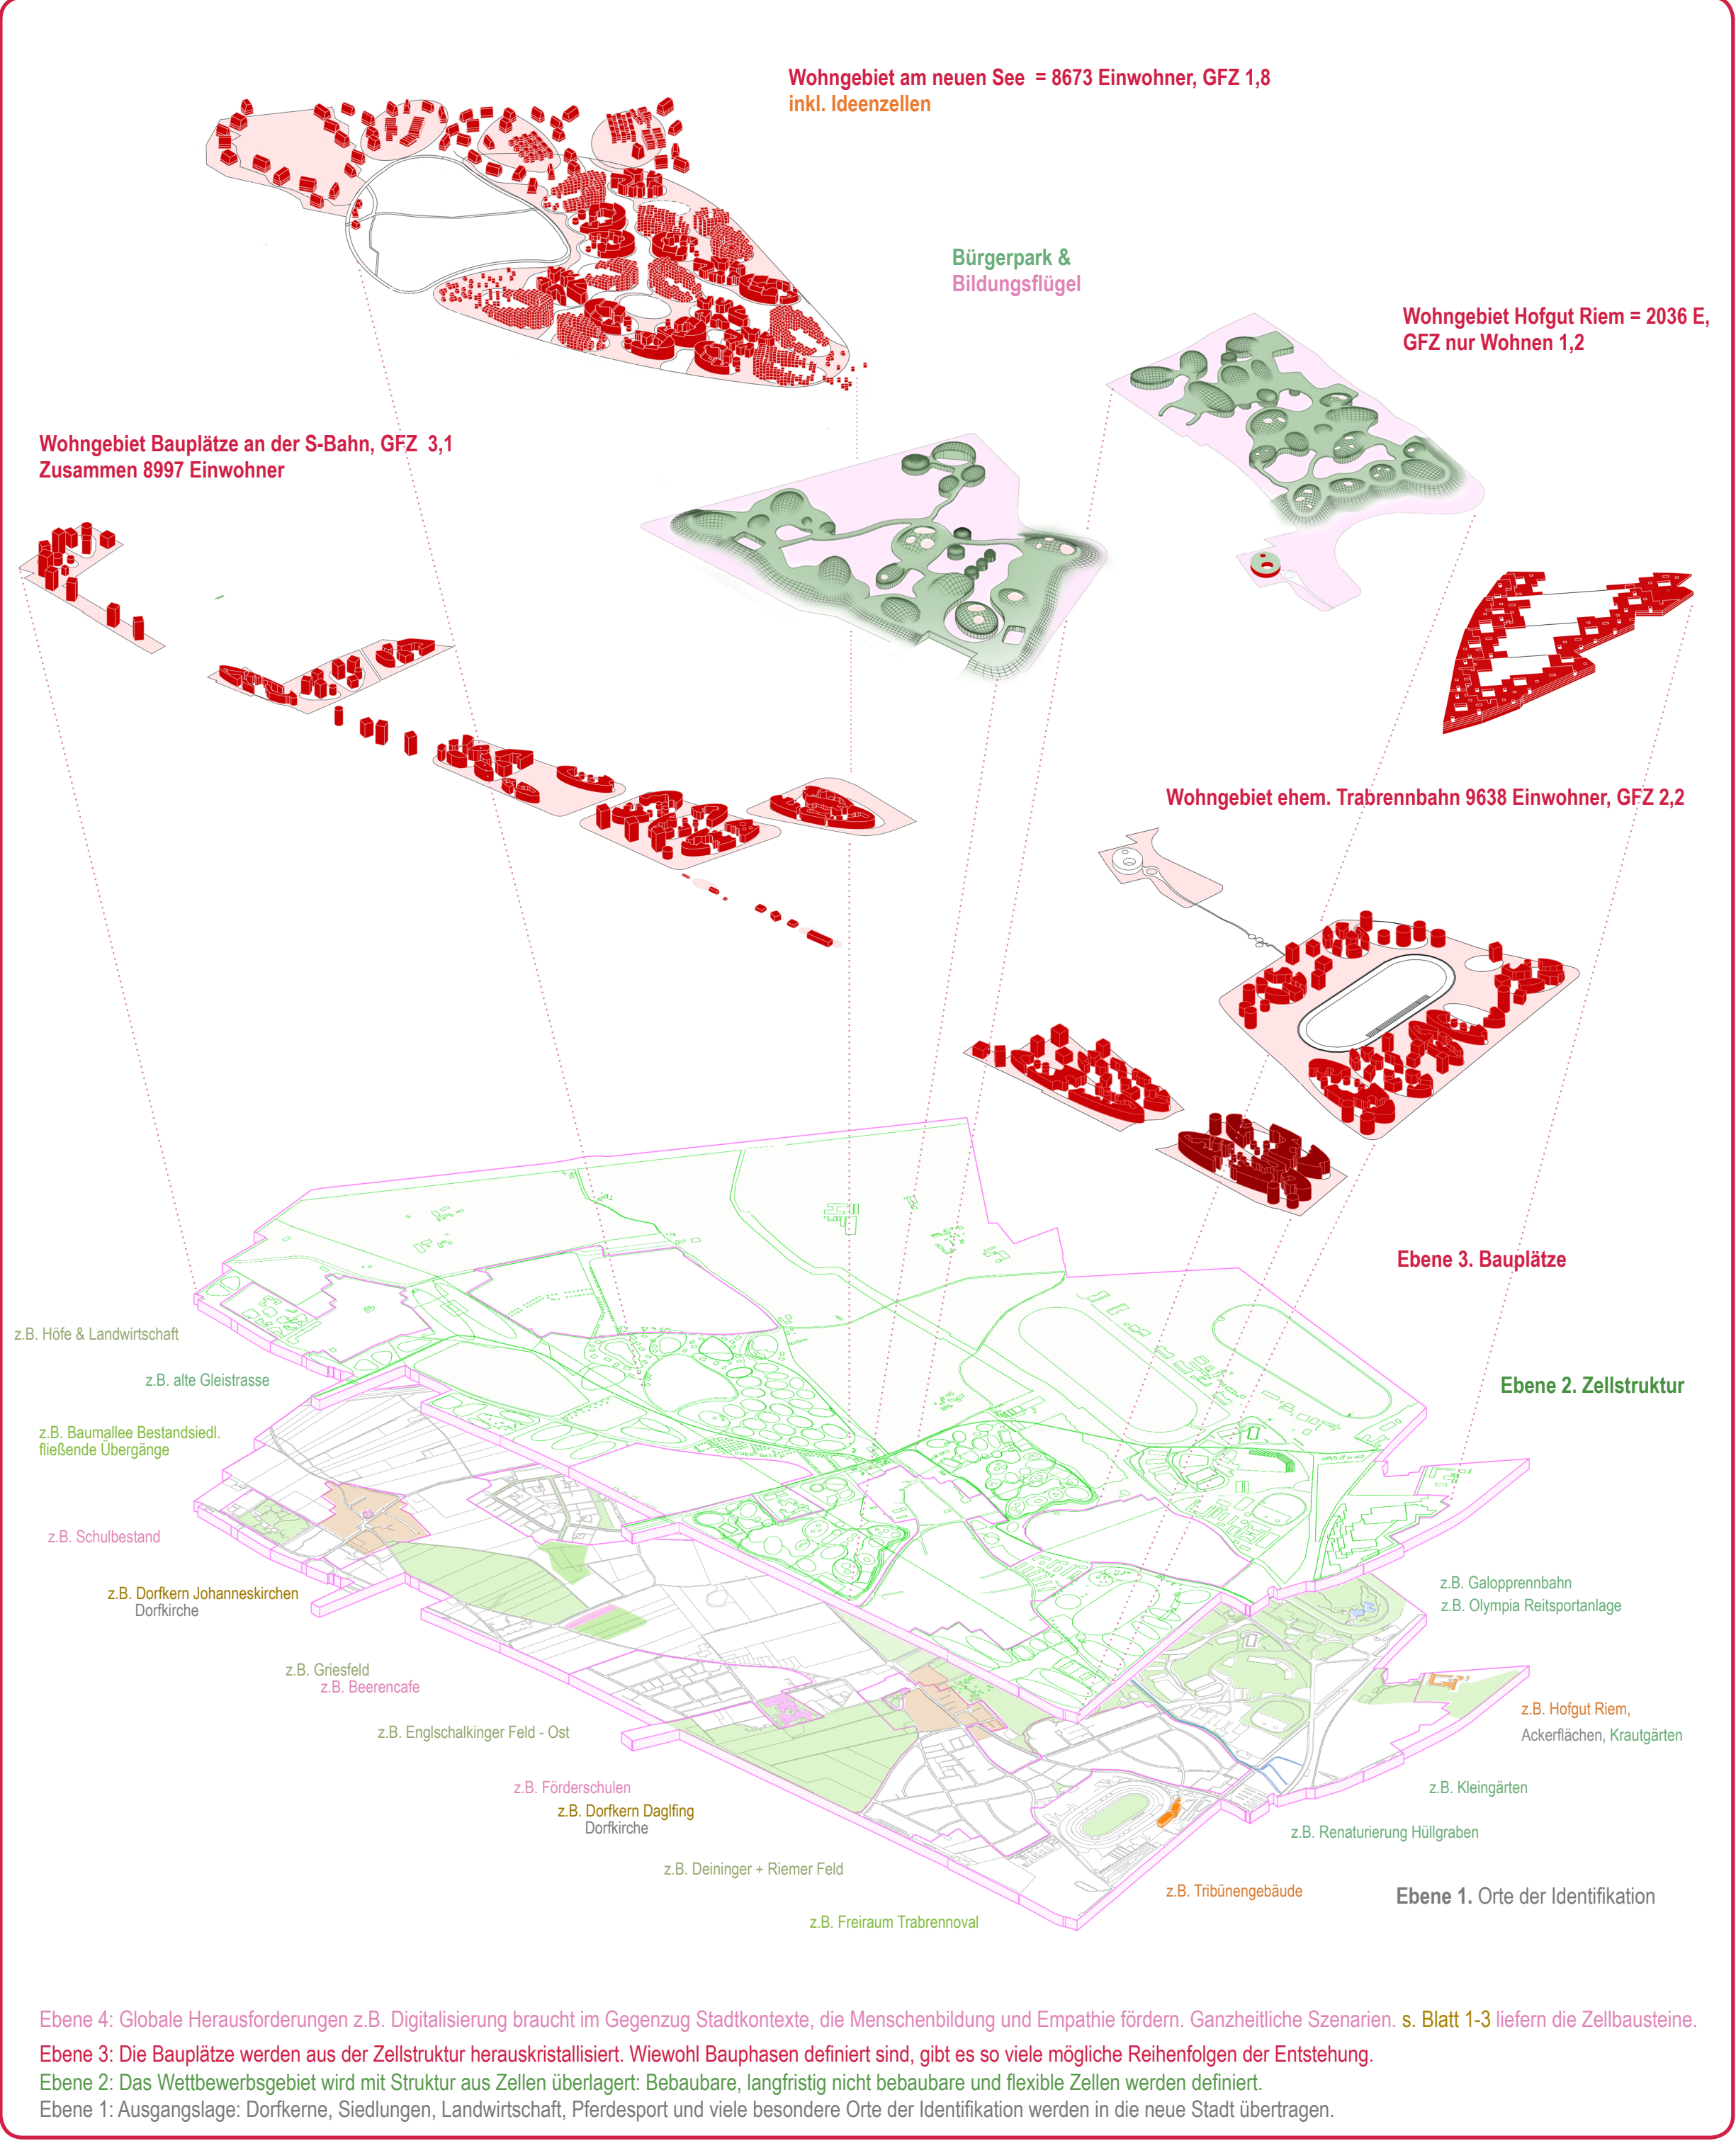 Wohngebiet am neuen See  = 8673 Einwohner, GFZ 1,8
inkl. Ideenzellen
Bürgerpark &
Bildungsflügel
Wohngebiet Hofgut Riem = 2036 E,
GFZ nur Wohnen 1,2
Wohngebiet Bauplätze an der S-Bahn, GFZ  3,1
Zusammen 8997 Einwohner
Wohngebiet ehem. Trabrennbahn 9638 Einwohner, GFZ 2,2
Ebene 3. Bauplätze
z.B. Höfe & Landwirtschaft
z.B. alte Gleistrasse
Ebene 2. Zellstruktur
z.B. Baumallee Bestandsiedl.
fließende Übergänge
z.B. Schulbestand
z.B. Dorfkern Johanneskirchen
Dorfkirche
z.B. Galopprennbahn
z.B. Olympia Reitsportanlage
z.B. Griesfeld
z.B. Beerencafe
z.B. Hofgut Riem,
Ackerflächen, Krautgärten
z.B. Englschalkinger Feld - Ost
z.B. Förderschulen
z.B. Kleingärten
z.B. Dorfkern Daglfing
Dorfkirche
z.B. Renaturierung Hüllgraben
z.B. Deininger + Riemer Feld
z.B. Tribünengebäude
Ebene 1. Orte der Identifikation
z.B. Freiraum Trabrennoval
Ebene 4: Globale Herausforderungen z.B. Digitalisierung braucht im Gegenzug Stadtkontexte, die Menschenbildung und Empathie fördern. Ganzheitliche Szenarien. s. Blatt 1-3 liefern die Zellbausteine.
Ebene 3: Die Bauplätze werden aus der Zellstruktur herauskristallisiert. Wiewohl Bauphasen definiert sind, gibt es so viele mögliche Reihenfolgen der Entstehung.
Ebene 2: Das Wettbewerbsgebiet wird mit Struktur aus Zellen überlagert: Bebaubare, langfristig nicht bebaubare und flexible Zellen werden definiert.
Ebene 1: Ausgangslage: Dorfkerne, Siedlungen, Landwirtschaft, Pferdesport und viele besondere Orte der Identifikation werden in die neue Stadt übertragen.